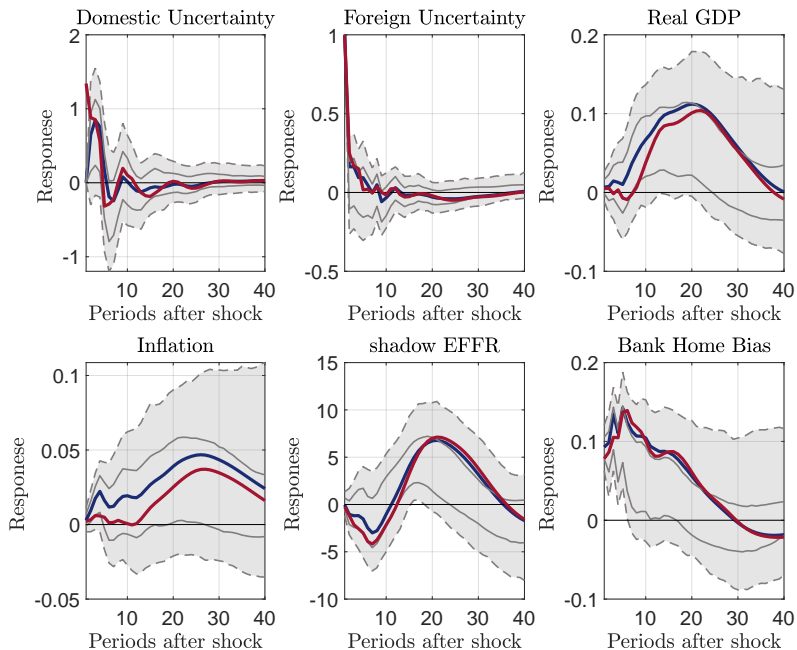 Domestic Uncertainty
Foreign Uncertainty
Real GDP
Responese
2
1
0
-1
10 20 30 40
Periods after shock
Responese
1
0.5
0
-0.5
10 20 30 40
Periods after shock
Responese
0.2
0.1
0
-0.1
10 20 30 40
Periods after shock
Inflation
shadow EFFR
Bank Home Bias
Responese
0.1
0.05
0
-0.05
10 20 30 40
Periods after shock
Responese
15
10
5
0
-5
-10
10 20 30 40
Periods after shock
Responese
0.2
0.1
0
-0.1
10 20 30 40
Periods after shock